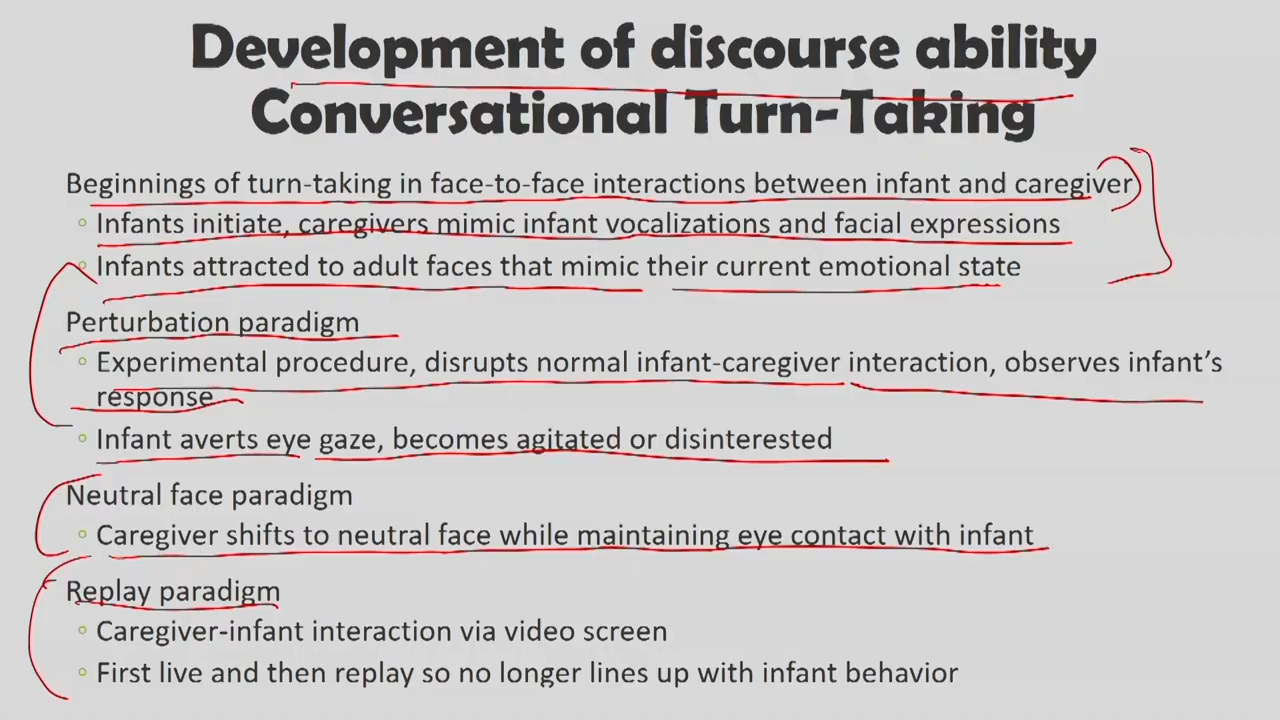 Development of discourse ability
Conversational Turn-Taking
Beginnings of turn-taking in face-to-face interactions between infant and caregiver
◦ Infants initiate, caregivers mimic infant vocalizations and facial expressions
◦ Infants attracted to adult faces that mimic their current emotional state
Perturbation paradigm
◦ Experimental procedure, disrupts normal infant-caregiver interaction, observes infant’s
response
◦ Infant averts eye gaze, becomes agitated or disinterested
Neutral face paradigm
◦ Caregiver shifts to neutral face while maintaining eye contact with infant
Replay paradigm
◦ Caregiver-infant interaction via video screen
◦ First live and then replay so no longer lines up with infant behavior